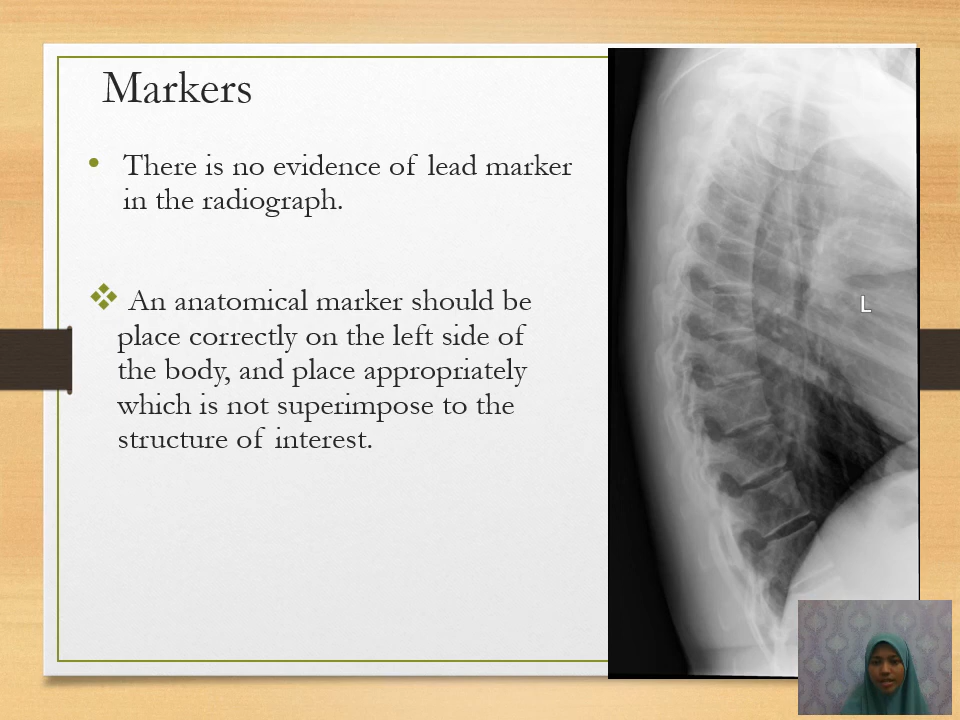 Markers
• There is no evidence of lead marker
in the radiograph.
❖ An anatomical marker should be
place correctly on the left side of
the body, and place appropriately
which is not superimpose to the
structure of interest.
L